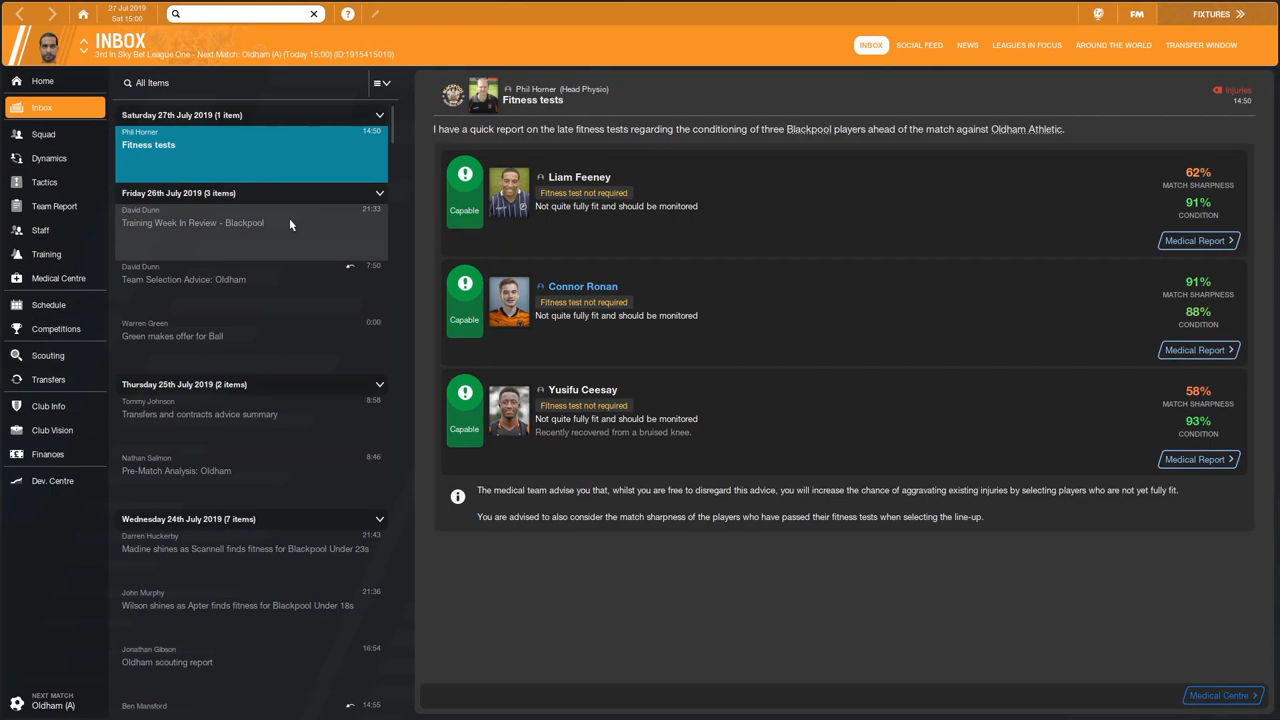 27 Jul 2019
Sat 15:00
?
FM
FIXTURES
INBOX
3rd in Sky Bet League One - Next Match: Oldham (A) (Today 15:00) (ID:1915415010)
INBOX
SOCIAL FEED
NEWS
LEAGUES IN FOCUS
AROUND THE WORLD
TRANSFER WINDOW
Home
Inbox
Squad
Dynamics
Tactics
Team Report
Staff
Training
Medical Centre
Schedule
Competitions
Scouting
Transfers
Club Info
Club Vision
Finances
Dev. Centre
NEXT MATCH
Oldham (A)
All Items
Saturday 27th July 2019 (1 item)
Phil Horner 14:50
Fitness tests
Friday 26th July 2019 (3 items)
David Dunn 21:33
Training Week In Review - Blackpool
David Dunn 7:50
Team Selection Advice: Oldham
Warren Green 0:00
Green makes offer for Ball
Thursday 25th July 2019 (2 items)
Tommy Johnson 8:58
Transfers and contracts advice summary
Nathan Salmon 8:46
Pre-Match Analysis: Oldham
Wednesday 24th July 2019 (7 items)
Darren Huckerby 21:43
Madine shines as Scannell finds fitness for Blackpool Under 23s
John Murphy 21:36
Wilson shines as Apter finds fitness for Blackpool Under 18s
Jonathan Gibson 16:54
Oldham scouting report
Ben Mansford 14:55
Phil Horner (Head Physio)
Fitness tests
Injuries
14:50
I have a quick report on the late fitness tests regarding the conditioning of three Blackpool players ahead of the match against Oldham Athletic.
Capable
Liam Feeney
Fitness test not required
Not quite fully fit and should be monitored
62%
MATCH SHARPNESS
91%
CONDITION
Medical Report
Capable
Connor Ronan
Fitness test not required
Not quite fully fit and should be monitored
91%
MATCH SHARPNESS
88%
CONDITION
Medical Report
Capable
Yusifu Ceesay
Fitness test not required
Not quite fully fit and should be monitored
Recently recovered from a bruised knee.
58%
MATCH SHARPNESS
93%
CONDITION
Medical Report
The medical team advise you that, whilst you are free to disregard this advice, you will increase the chance of aggravating existing injuries by selecting players who are not yet fully fit.
You are advised to also consider the match sharpness of the players who have passed their fitness tests when selecting the line-up.
Medical Centre